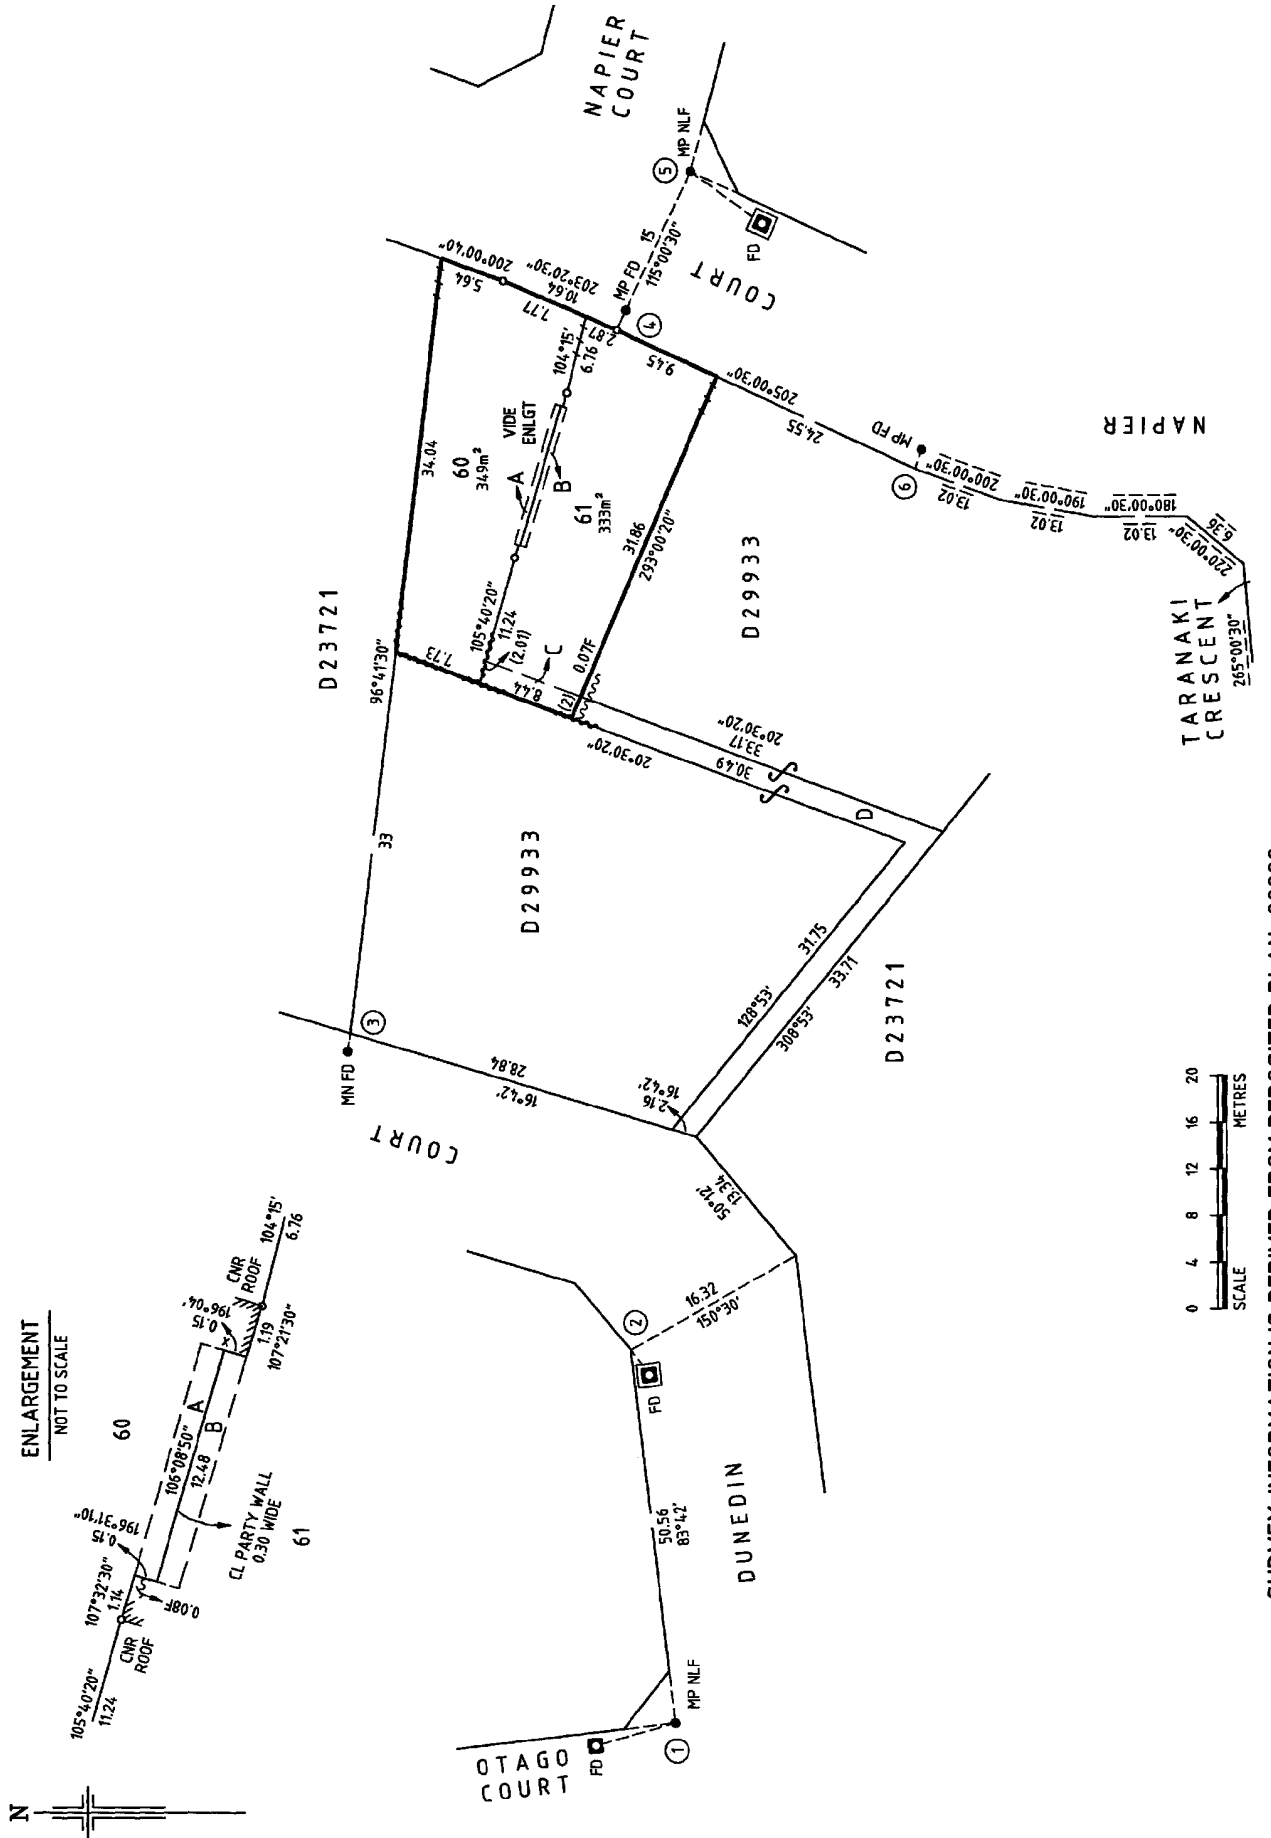 N
ENLARGEMENT
NOT TO SCALE
105°40'20"
11.24
CNR
ROOF
107°32'30"
1.14
0.08F
0.15
196°31'10"
60
106°08'50"
12.48
A
B
CL PARTY WALL
0.30 WIDE
61
0.15
196°04'
CNR
ROOF
1.19
107°21'30"
104°15'
6.76
NAPIER
COURT
MP NLF
5
FD
15
115°00'30"
MP FD
4
COURT
200°00'40"
5.64
203°20'30"
10.64
7.77
2.87
9.45
104°15'
6.76
34.04
60
349m²
VIDE
ENLGT
A
B
61
333m²
31.86
293°00'20"
105°40'20"
11.24
(2.01)
C
0.07F
7.73
8.44
(2)
D23721
96°41'30"
33
D29933
D29933
205°00'30"
24.55
MP FD
6
200°00'30"
13.02
190°00'30"
13.02
180°00'30"
13.02
220°00'30"
6.36
NAPIER
TARANAKI
CRESCENT
265°00'30"
20°30'20"
30.49
20°30'20"
33.17
D
MN FD
3
28.84
16°42'
COURT
2.16
16°42'
128°53'
31.75
308°53'
33.71
D23721
50°12'
13.34
16.32
150°30'
2
FD
50.56
83°42'
DUNEDIN
MP NLF
1
FD
OTAGO
COURT
0 4 8 12 16 20
SCALE METRES